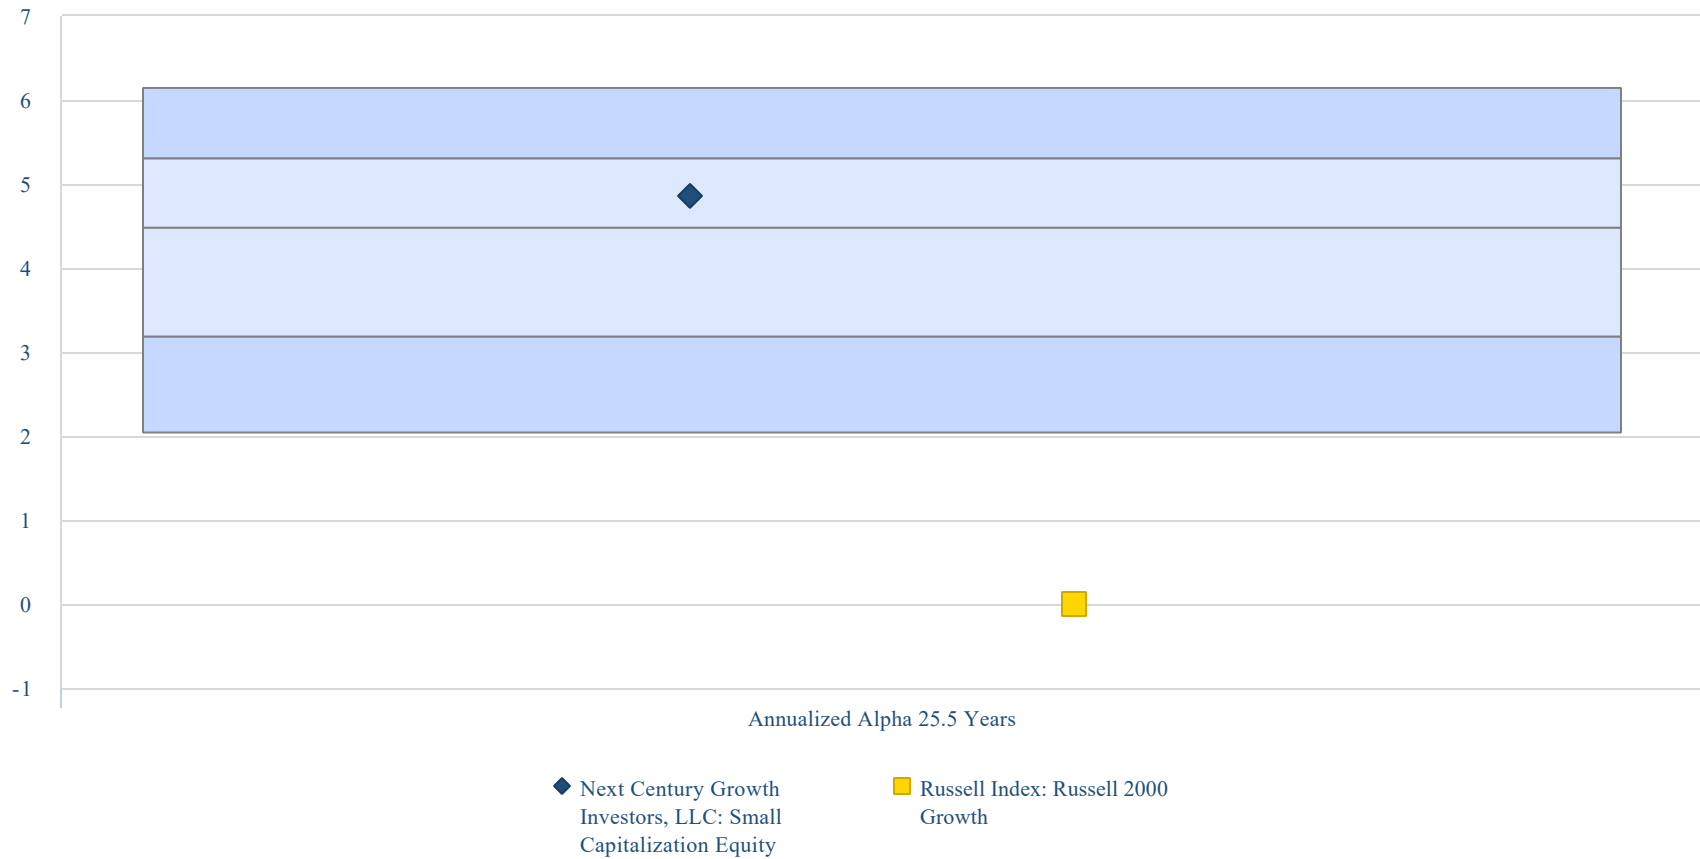 7
6
5
4
3
2
1
0
-1
Annualized Alpha 25.5 Years
Next Century Growth
Investors, LLC: Small
Capitalization Equity
Russell Index: Russell 2000
Growth